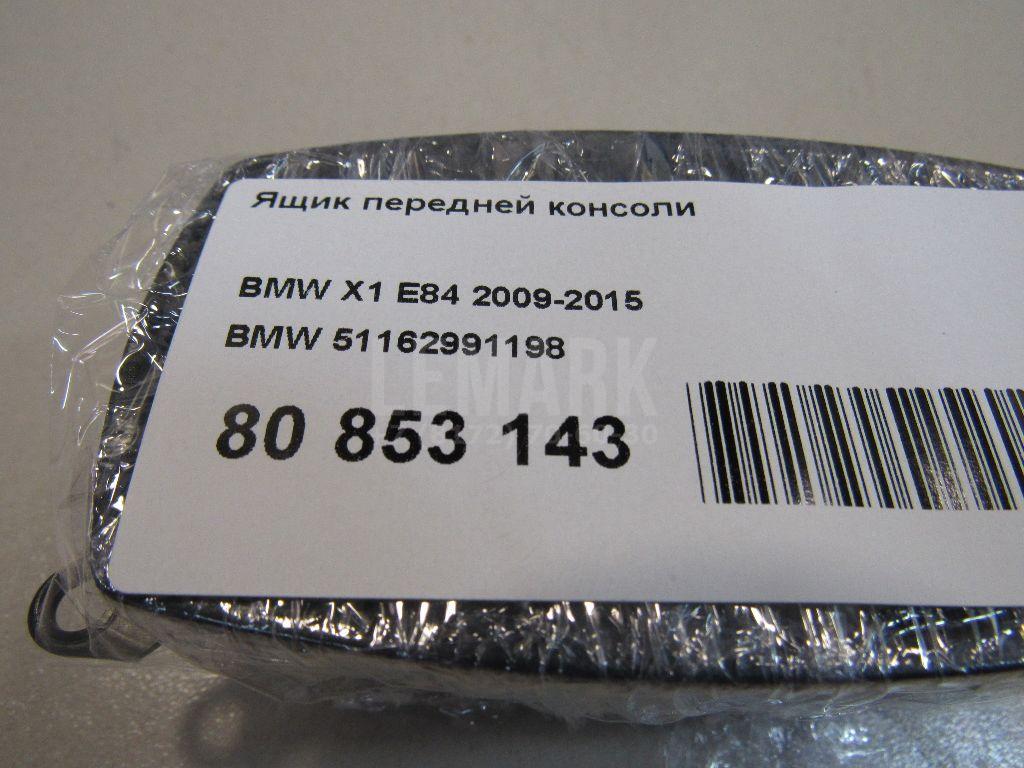 Ящик передней консоли
BMW X1 E84 2009-2015
BMW 51162991198
LEMARK
80 853 143